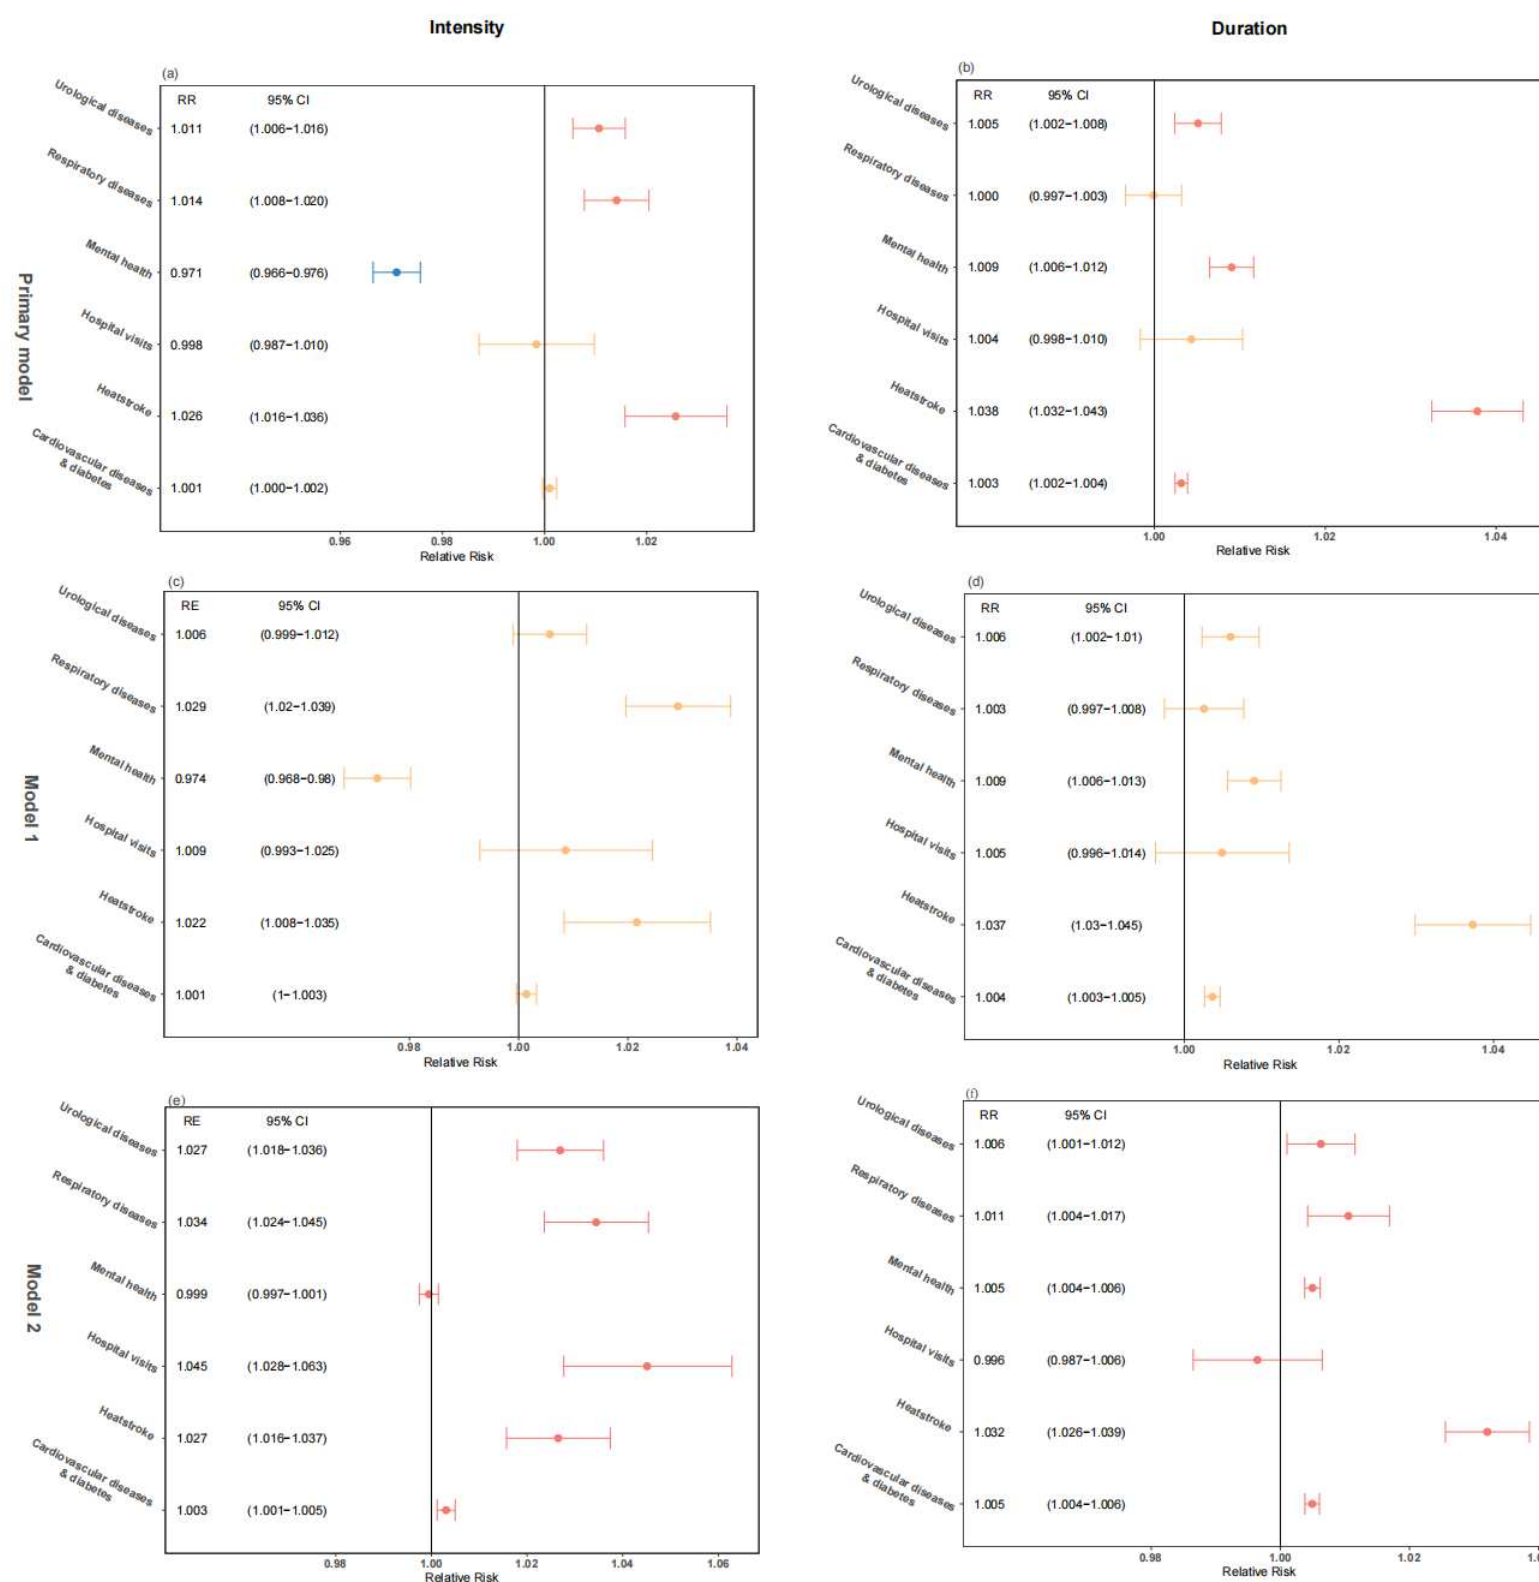 Intensity
Duration
Primary model
(a)
RR 95% CI
Urological diseases 1.011 (1.006−1.016)
Respiratory diseases 1.014 (1.008−1.020)
Mental health 0.971 (0.966−0.976)
Hospital visits 0.998 (0.987−1.010)
Heatstroke 1.026 (1.016−1.036)
Cardiovascular diseases
& diabetes 1.001 (1.000−1.002)
0.96 0.98 1.00 1.02
Relative Risk
(b)
RR 95% CI
Urological diseases 1.005 (1.002−1.008)
Respiratory diseases 1.000 (0.997−1.003)
Mental health 1.009 (1.006−1.012)
Hospital visits 1.004 (0.998−1.010)
Heatstroke 1.038 (1.032−1.043)
Cardiovascular diseases
& diabetes 1.003 (1.002−1.004)
1.00 1.02 1.04
Relative Risk
Model 1
(c)
RE 95% CI
Urological diseases 1.006 (0.999−1.012)
Respiratory diseases 1.029 (1.02−1.039)
Mental health 0.974 (0.968−0.98)
Hospital visits 1.009 (0.993−1.025)
Heatstroke 1.022 (1.008−1.035)
Cardiovascular diseases
& diabetes 1.001 (1−1.003)
0.98 1.00 1.02 1.04
Relative Risk
(d)
RR 95% CI
Urological diseases 1.006 (1.002−1.01)
Respiratory diseases 1.003 (0.997−1.008)
Mental health 1.009 (1.006−1.013)
Hospital visits 1.005 (0.996−1.014)
Heatstroke 1.037 (1.03−1.045)
Cardiovascular diseases
& diabetes 1.004 (1.003−1.005)
1.00 1.02 1.04
Relative Risk
Model 2
(e)
RE 95% CI
Urological diseases 1.027 (1.018−1.036)
Respiratory diseases 1.034 (1.024−1.045)
Mental health 0.999 (0.997−1.001)
Hospital visits 1.045 (1.028−1.063)
Heatstroke 1.027 (1.016−1.037)
Cardiovascular diseases
& diabetes 1.003 (1.001−1.005)
0.98 1.00 1.02 1.04 1.06
Relative Risk
(f)
RR 95% CI
Urological diseases 1.006 (1.001−1.012)
Respiratory diseases 1.011 (1.004−1.017)
Mental health 1.005 (1.004−1.006)
Hospital visits 0.996 (0.987−1.006)
Heatstroke 1.032 (1.026−1.039)
Cardiovascular diseases
& diabetes 1.005 (1.004−1.006)
0.98 1.00 1.02
Relative Risk